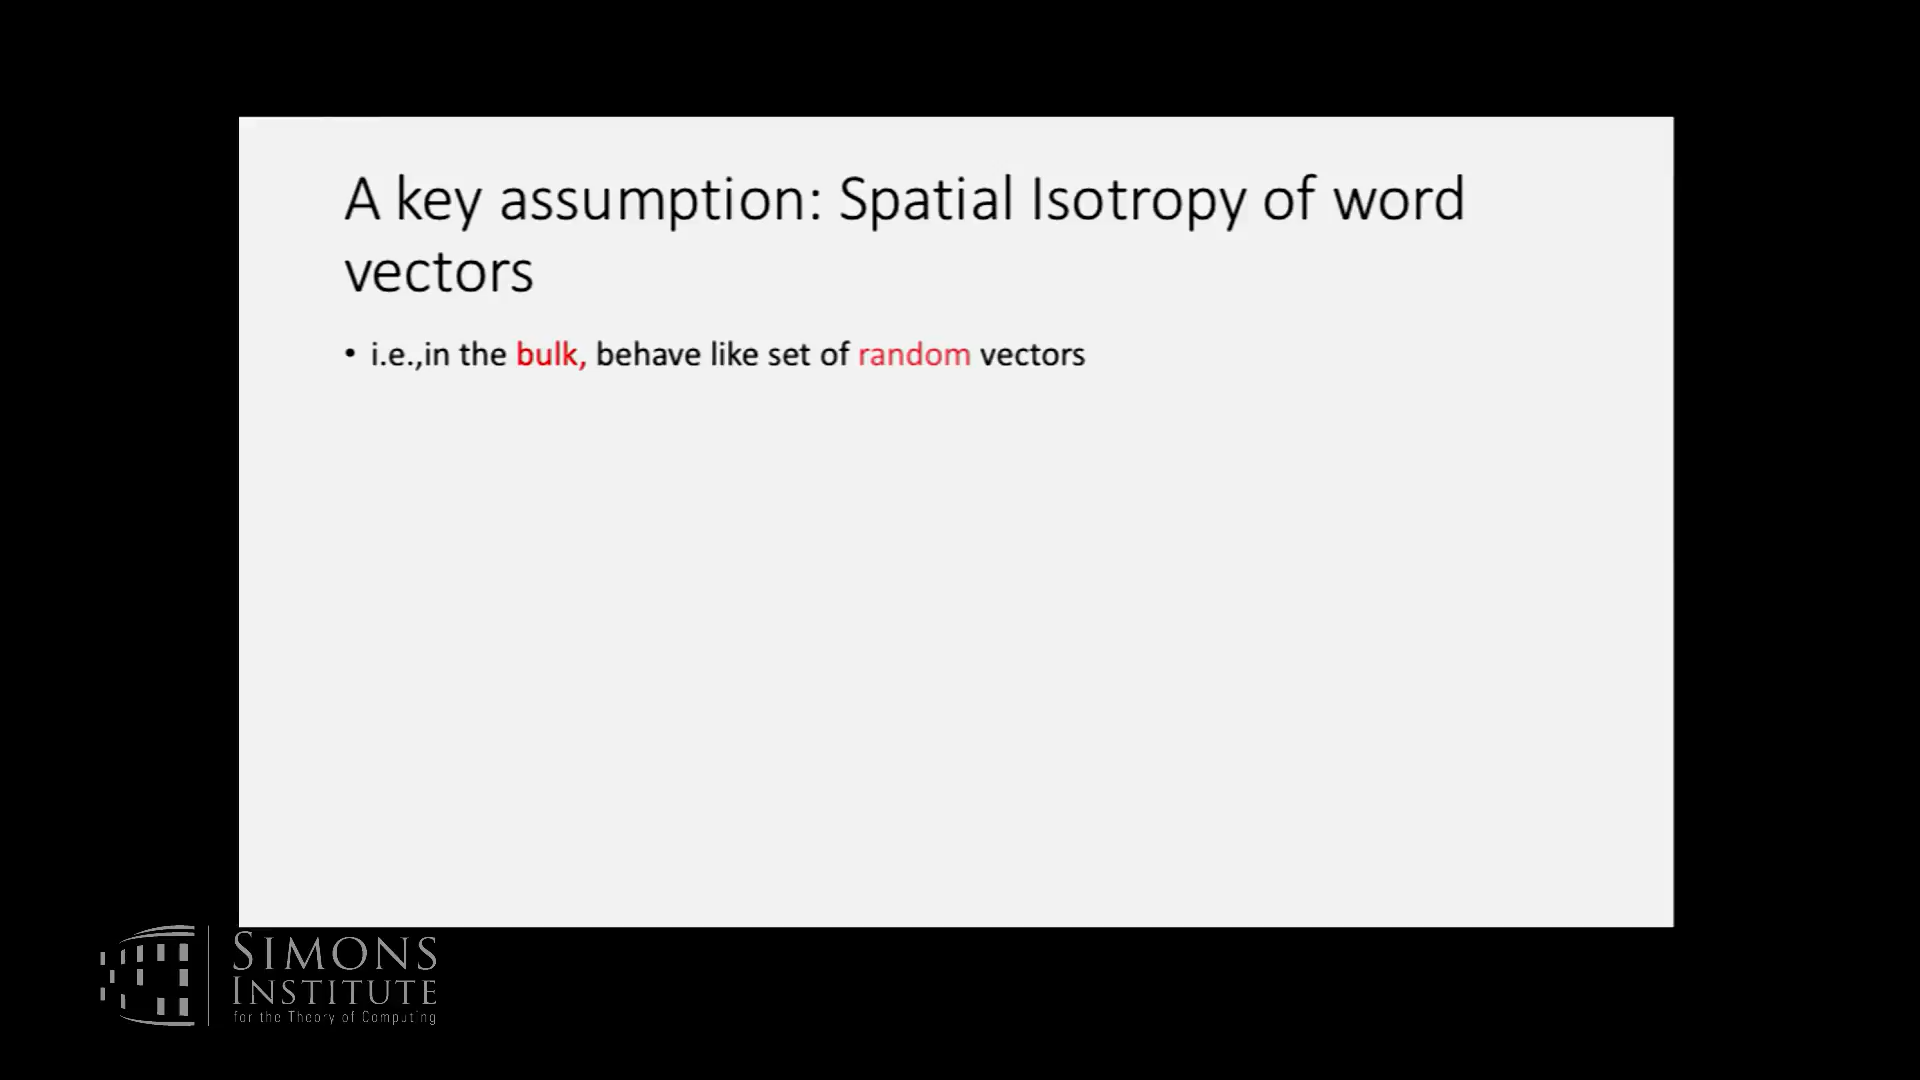 A key assumption: Spatial Isotropy of word
vectors
• i.e.,in the bulk, behave like set of random vectors
SIMONS
INSTITUTE
for the Theory of Computing